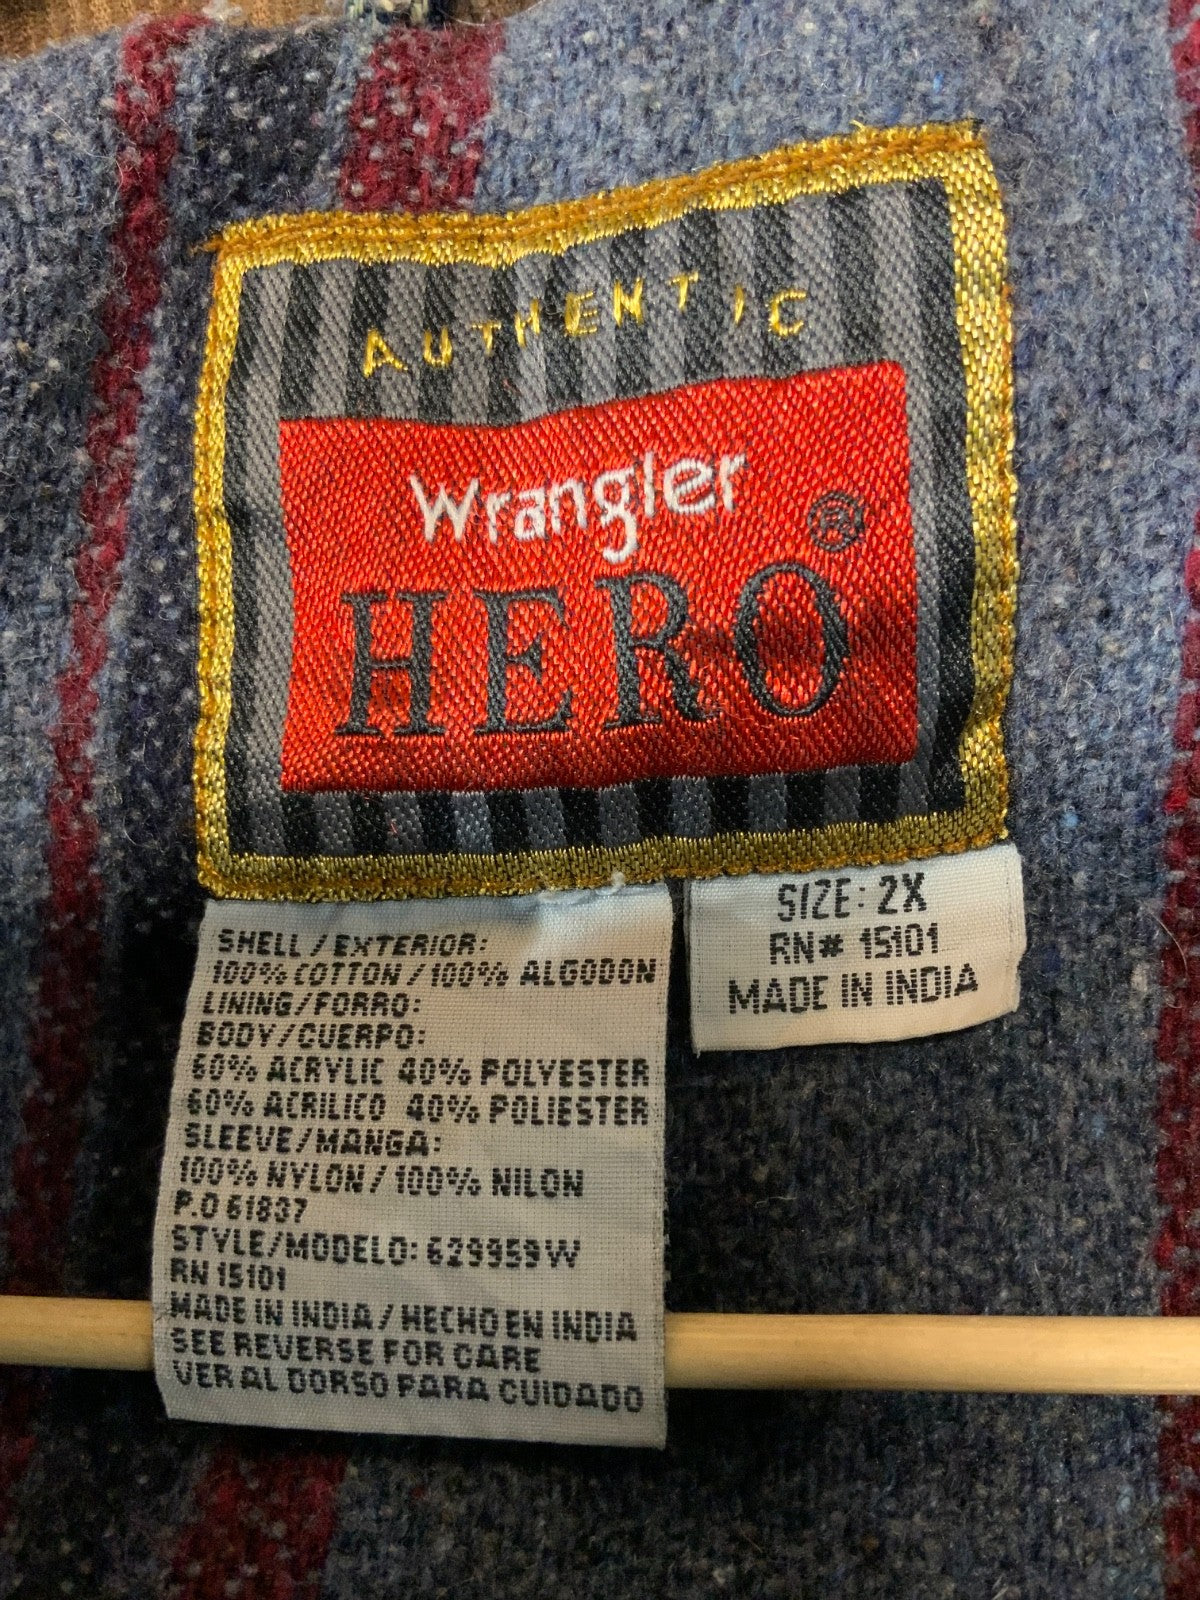 AUTHENTIC
Wrangler ®
HERO
SHELL/EXTERIOR:
100% COTTON/100% ALGODON
LINING/FORRO:
BODY/CUERPO:
60% ACRYLIC 40% POLYESTER
60% ACRILICO 40% POLIESTER
SLEEVE/MANGA:
100% NYLON/100% NILON
P.O 61837
STYLE/MODELO: 629959W
RN 15101
MADE IN INDIA/HECHO EN INDIA
SEE REVERSE FOR CARE
VER AL DORSO PARA CUIDADO
SIZE: 2X
RN# 15101
MADE IN INDIA